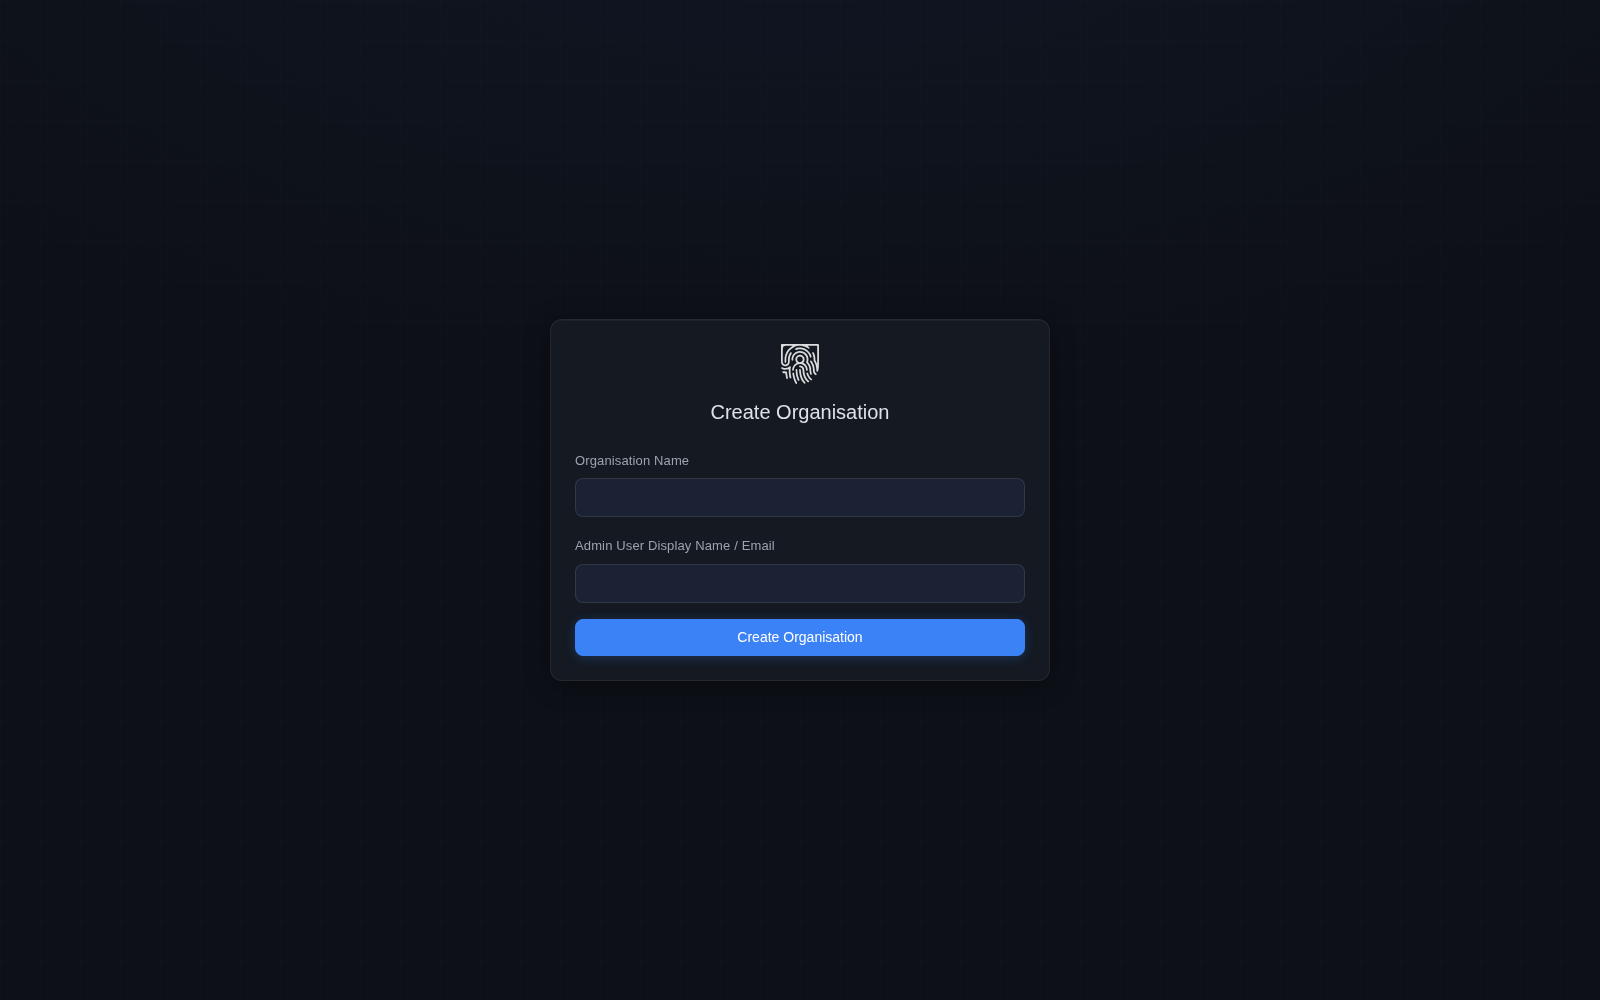 Create Organisation
Organisation Name
Admin User Display Name / Email
Create Organisation